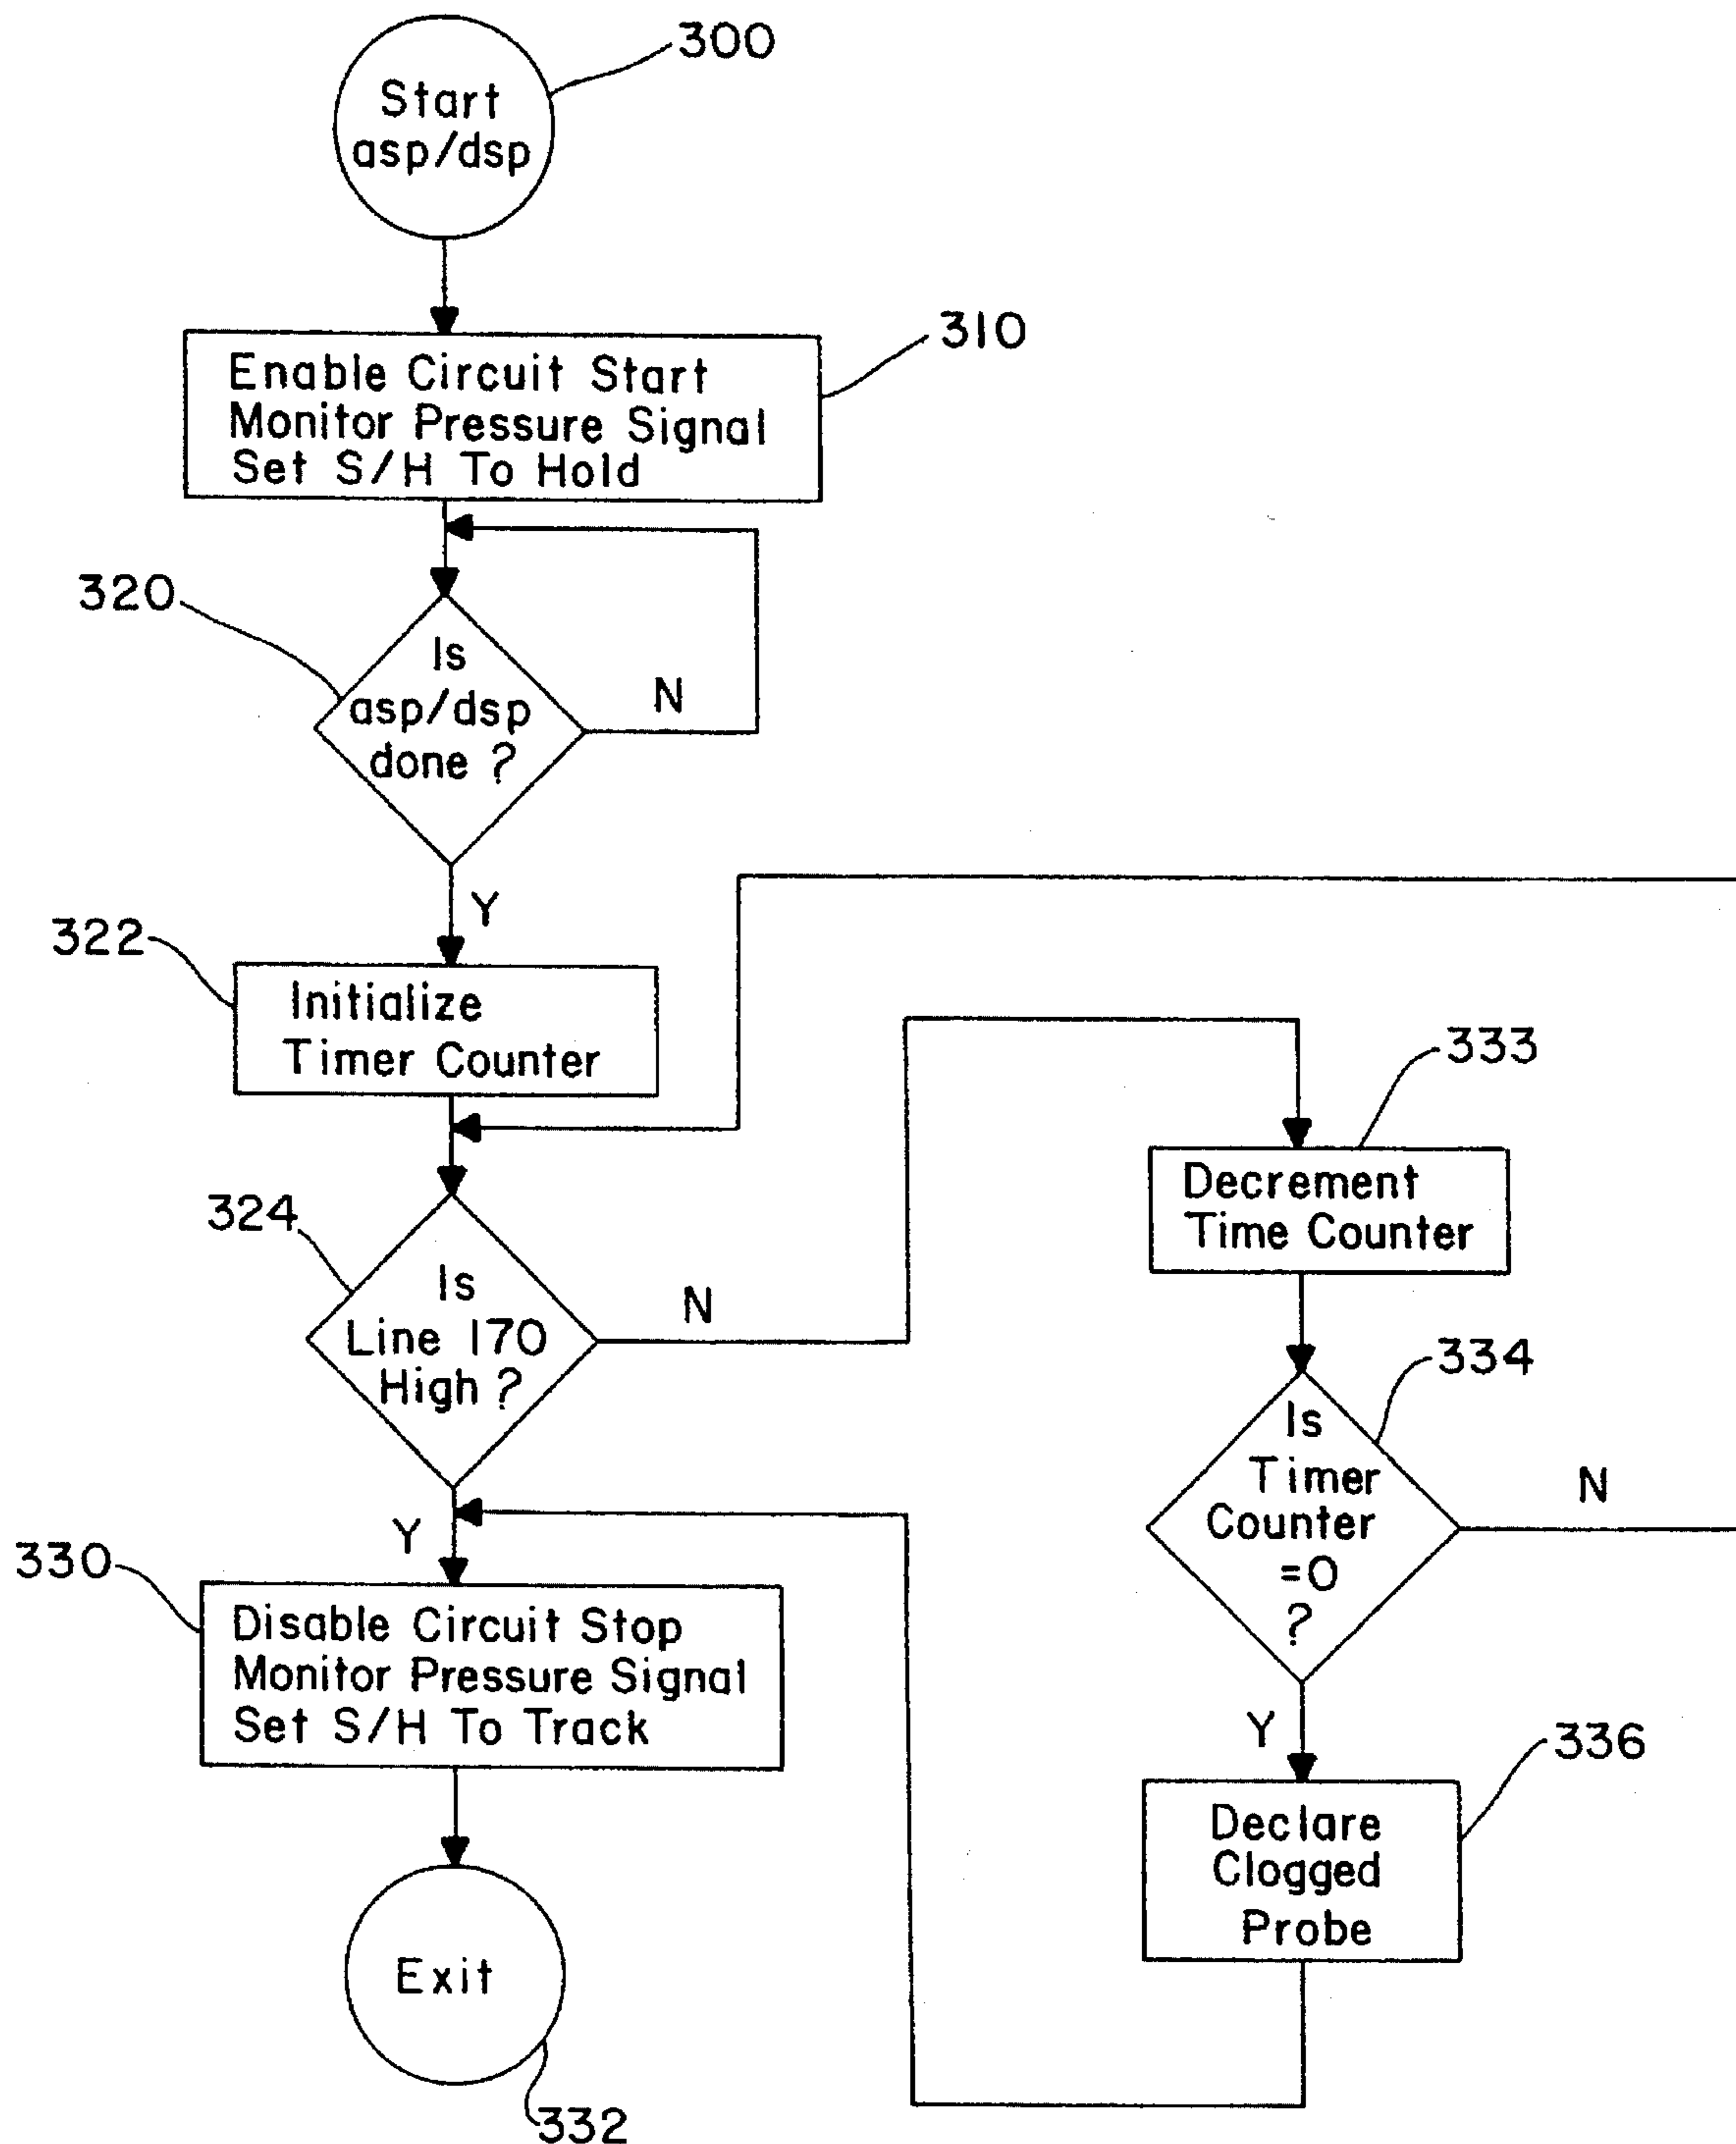 300
Start
asp/dsp
310
Enable Circuit Start
Monitor Pressure Signal
Set S/H To Hold
320
Is
asp/dsp
done ?
N
Y
322
Initialize
Timer Counter
324
Is
Line 170
High ?
N
Y
333
Decrement
Time Counter
334
Is
Timer
Counter
=0
?
N
Y
336
Declare
Clogged
Probe
330
Disable Circuit Stop
Monitor Pressure Signal
Set S/H To Track
Exit
332